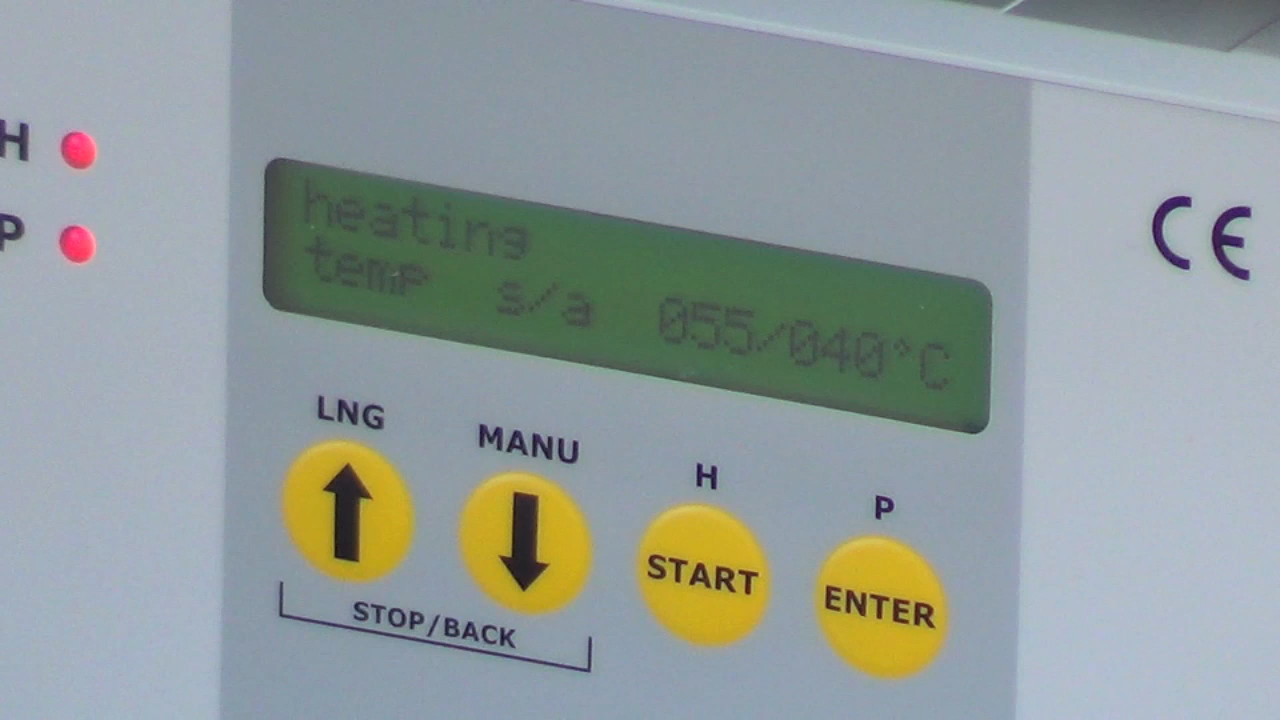 H
P
heating
temp s/a 055/040°C
CE
LNG
MANU
H
P
START
ENTER
STOP/BACK